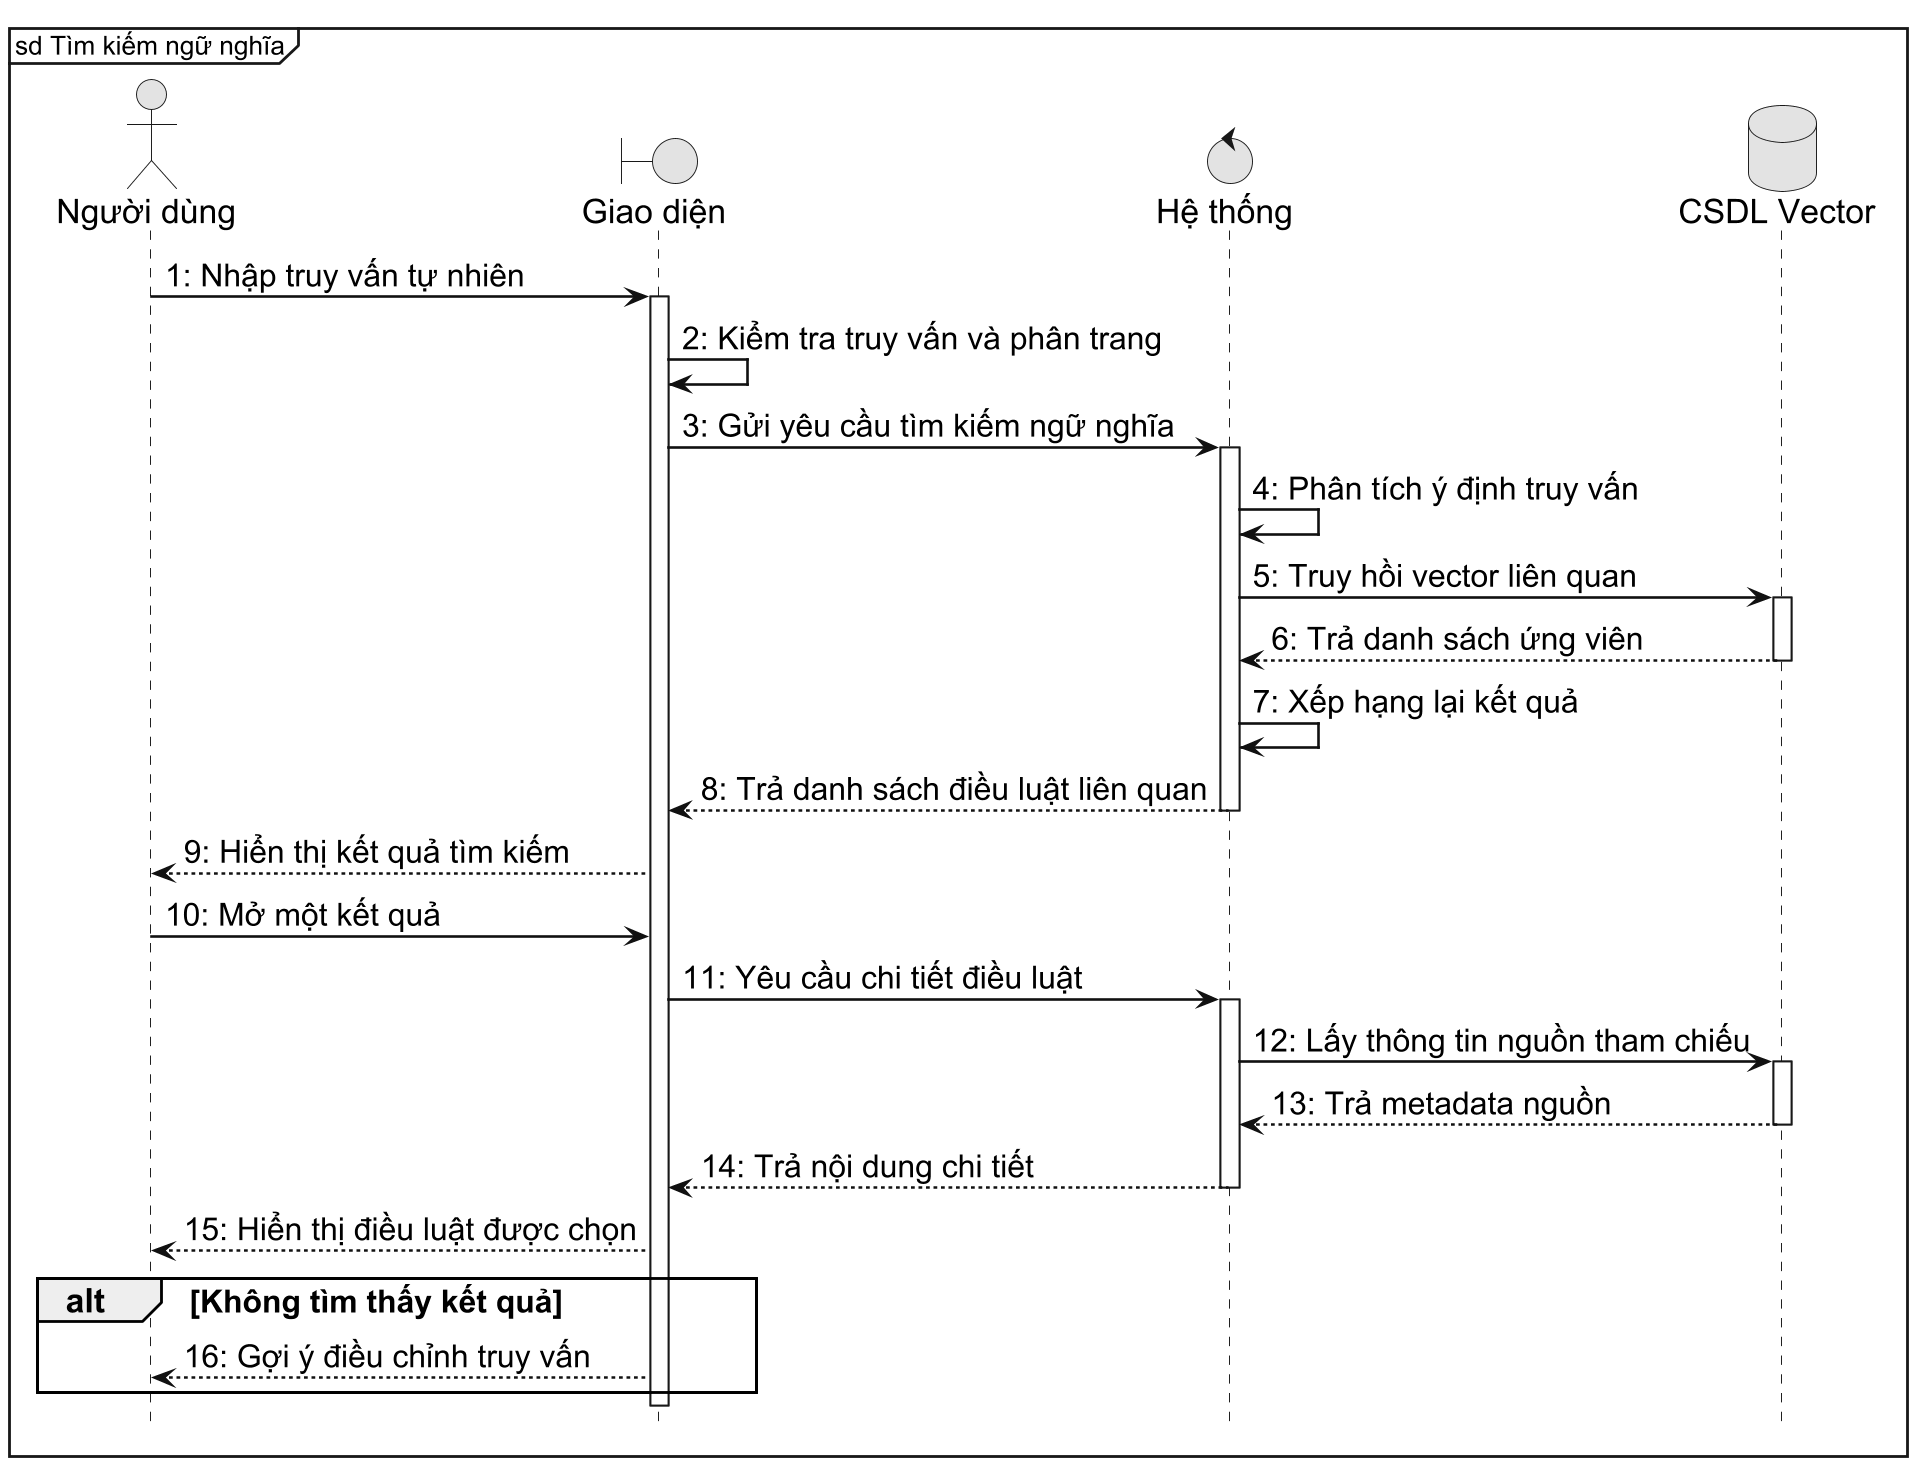 sd Tìm kiếm ngữ nghĩa
Người dùng
Giao diện
Hệ thống
CSDL Vector
1: Nhập truy vấn tự nhiên
2: Kiểm tra truy vấn và phân trang
3: Gửi yêu cầu tìm kiếm ngữ nghĩa
4: Phân tích ý định truy vấn
5: Truy hồi vector liên quan
6: Trả danh sách ứng viên
7: Xếp hạng lại kết quả
8: Trả danh sách điều luật liên quan
9: Hiển thị kết quả tìm kiếm
10: Mở một kết quả
11: Yêu cầu chi tiết điều luật
12: Lấy thông tin nguồn tham chiếu
13: Trả metadata nguồn
14: Trả nội dung chi tiết
15: Hiển thị điều luật được chọn
alt [Không tìm thấy kết quả]
16: Gợi ý điều chỉnh truy vấn